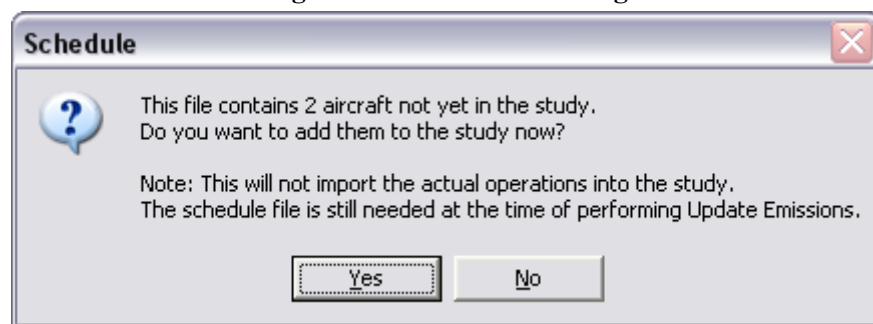 Schedule
This file contains 2 aircraft not yet in the study.
Do you want to add them to the study now?
Note: This will not import the actual operations into the study.
The schedule file is still needed at the time of performing Update Emissions.
Yes
No